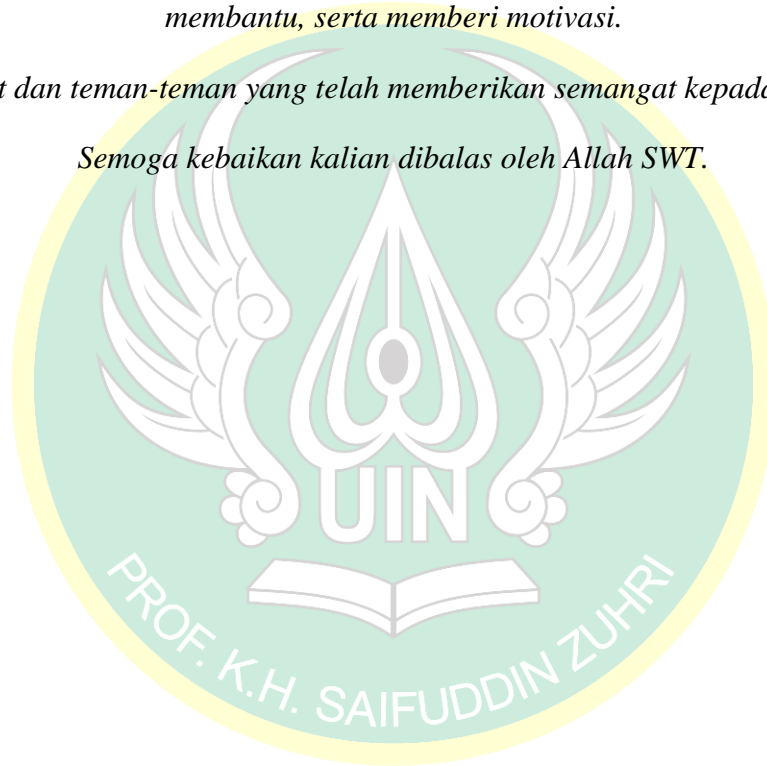 membantu, serta memberi motivasi.
t dan teman-teman yang telah memberikan semangat kepada
Semoga kebaikan kalian dibalas oleh Allah SWT.
UIN
PROF. K.H. SAIFUDDIN ZUHRI